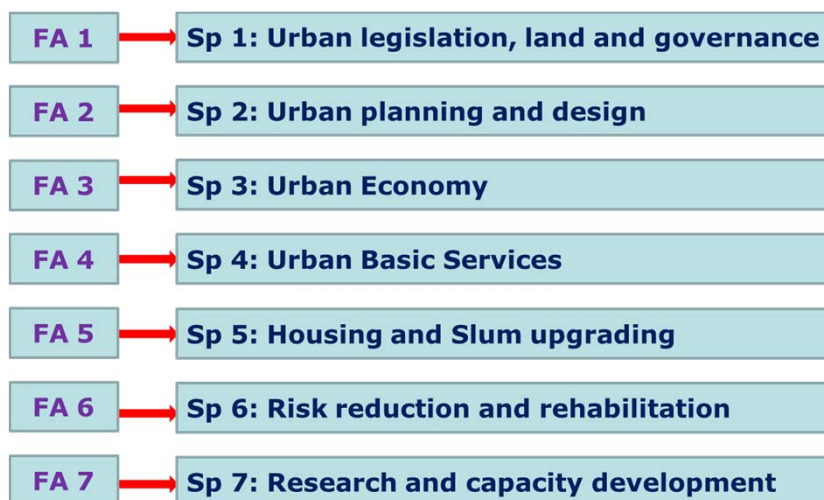 FA 1 Sp 1: Urban legislation, land and governance
FA 2 Sp 2: Urban planning and design
FA 3 Sp 3: Urban Economy
FA 4 Sp 4: Urban Basic Services
FA 5 Sp 5: Housing and Slum upgrading
FA 6 Sp 6: Risk reduction and rehabilitation
FA 7 Sp 7: Research and capacity development